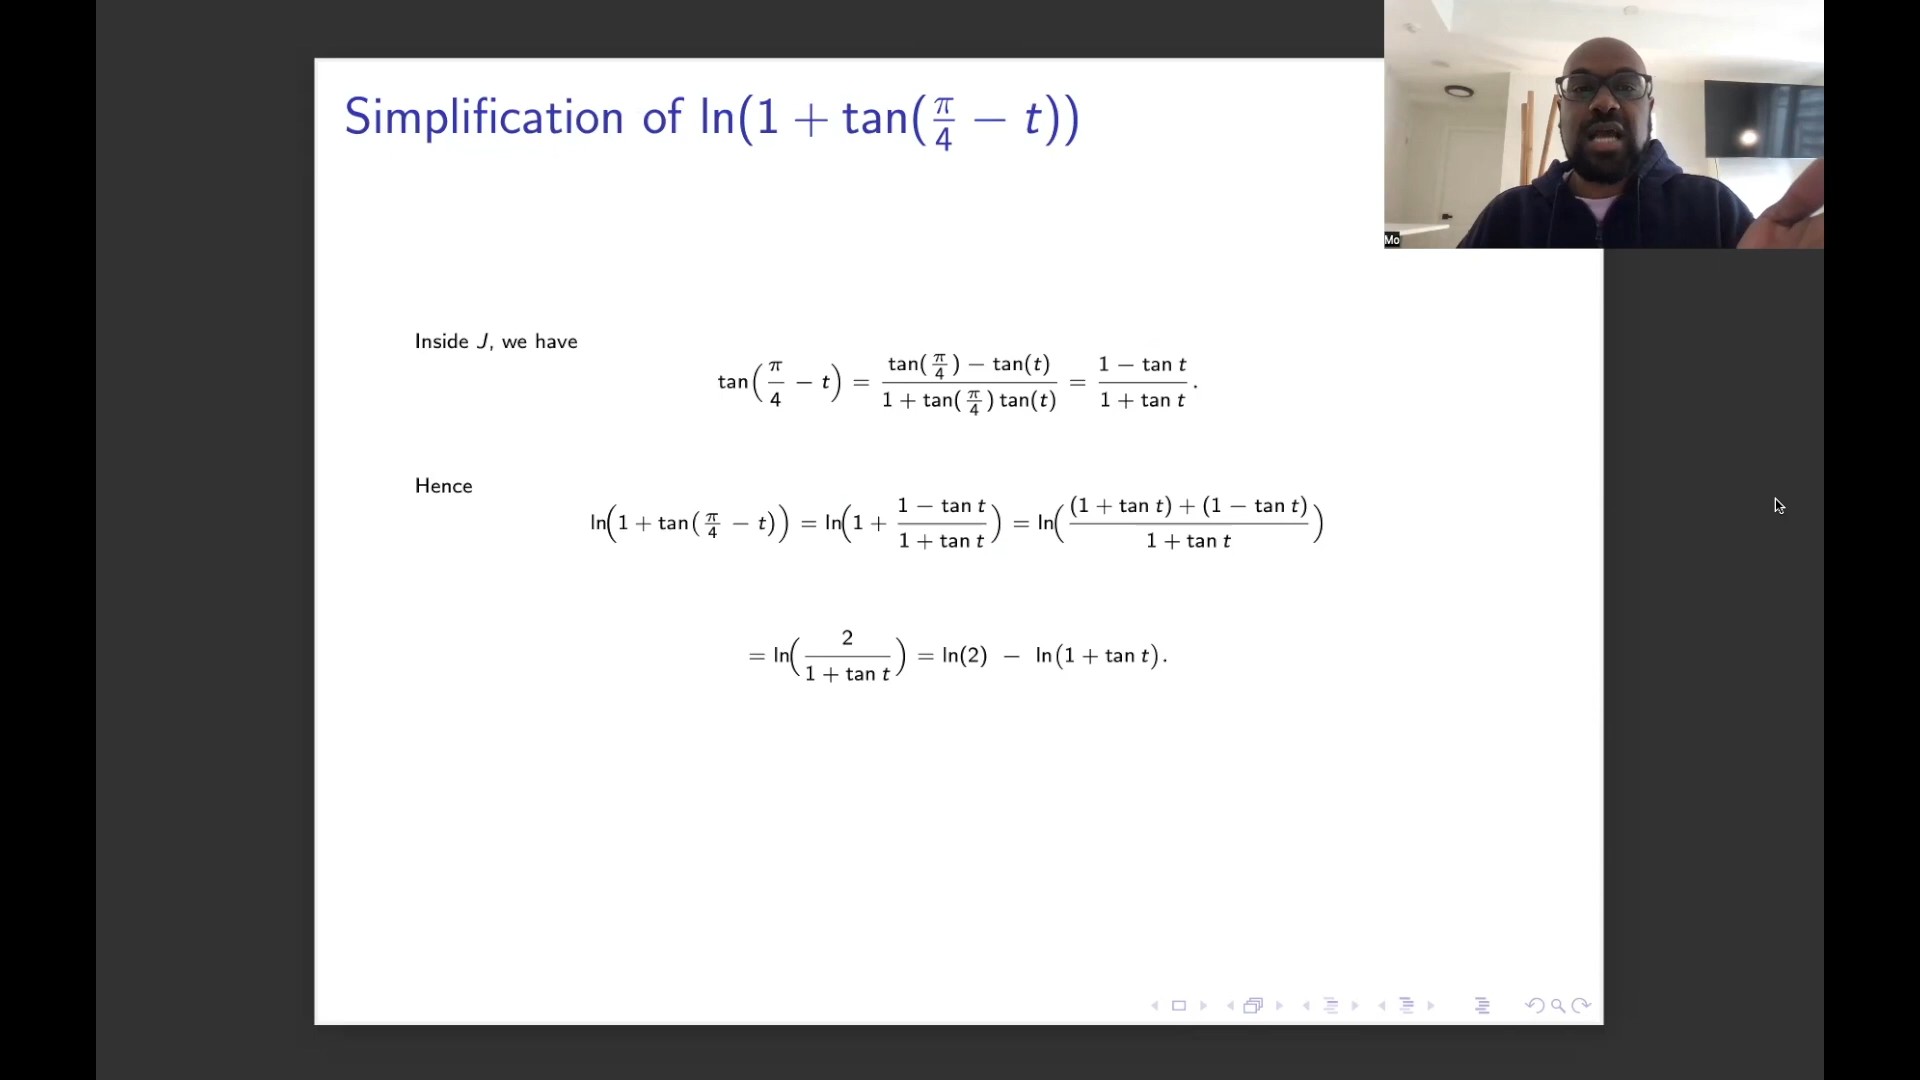 Simplification of ln(1 + tan(π/4 − t))
Mo
Inside J, we have
tan(π/4 − t) = (tan(π/4) − tan(t))/(1 + tan(π/4) tan(t)) = (1 − tan t)/(1 + tan t).
Hence
ln(1 + tan(π/4 − t)) = ln(1 + (1 − tan t)/(1 + tan t)) = ln(((1 + tan t) + (1 − tan t))/(1 + tan t))
= ln(2/(1 + tan t)) = ln(2) − ln(1 + tan t).